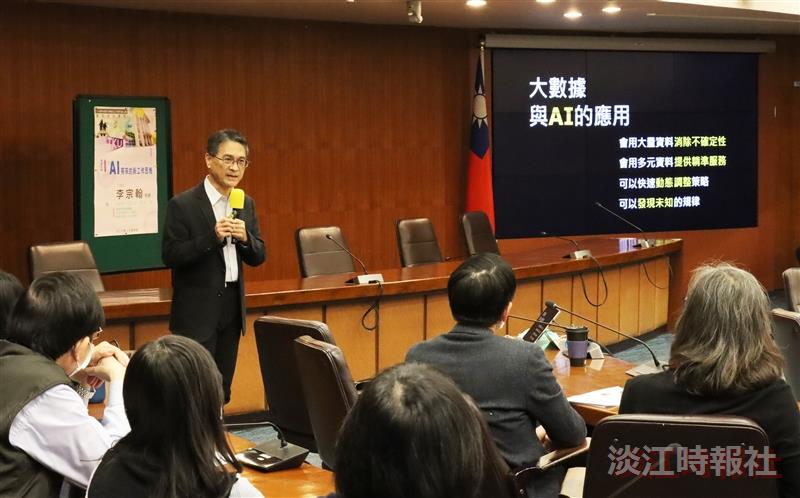 大數據
與AI的應用
會用大量資料消除不確定性
會用多元資料提供精準服務
可以快速動態調整策略
可以發現未知的規律
AI
李宗翰
淡江時報社